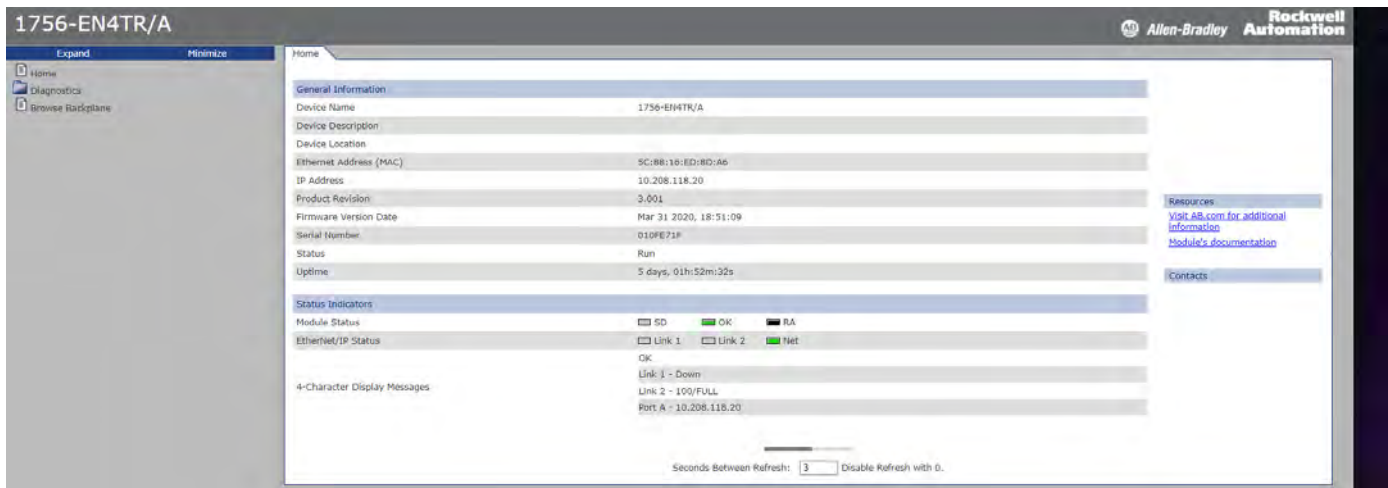 1756-EN4TR/A
Allen-Bradley
Rockwell
Automation
Expand Minimize
Home
Diagnostics
Browse Backplane
Home
General Information
Device Name 1756-EN4TR/A
Device Description
Device Location
Ethernet Address (MAC) 5C:88:16:ED:8D:A6
IP Address 10.208.118.20
Product Revision 3.001
Firmware Version Date Mar 31 2020, 18:51:09
Serial Number 010FE71F
Status Run
Uptime 5 days, 01h:52m:32s
Status Indicators
Module Status SD OK RA
EtherNet/IP Status Link 1 Link 2 Net
4-Character Display Messages
OK
Link 1 - Down
Link 2 - 100/FULL
Port A - 10.208.118.20
Seconds Between Refresh: 3 Disable Refresh with 0.
Resources
Visit AB.com for additional
information
Module's documentation
Contacts